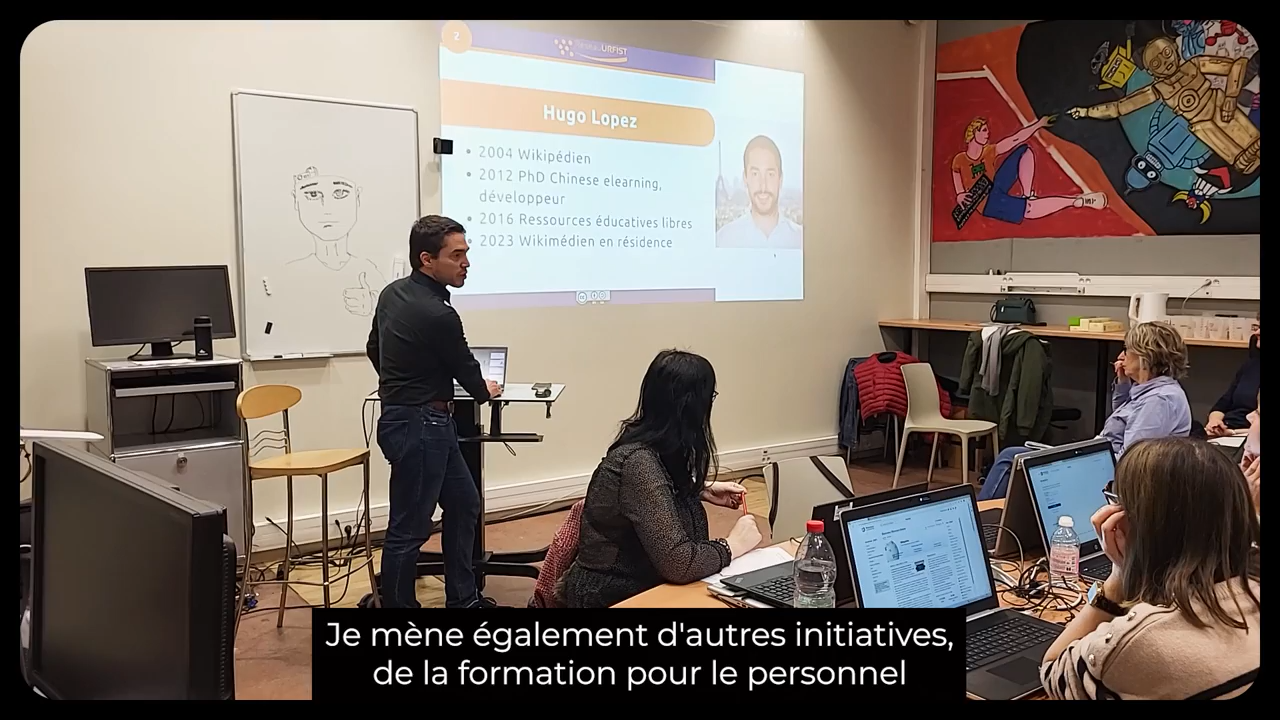 2
URFIST
Hugo Lopez
• 2004 Wikipédien
• 2012 PhD Chinese elearning,
développeur
• 2016 Ressources éducatives libres
• 2023 Wikimédien en résidence
Je mène également d'autres initiatives,
de la formation pour le personnel